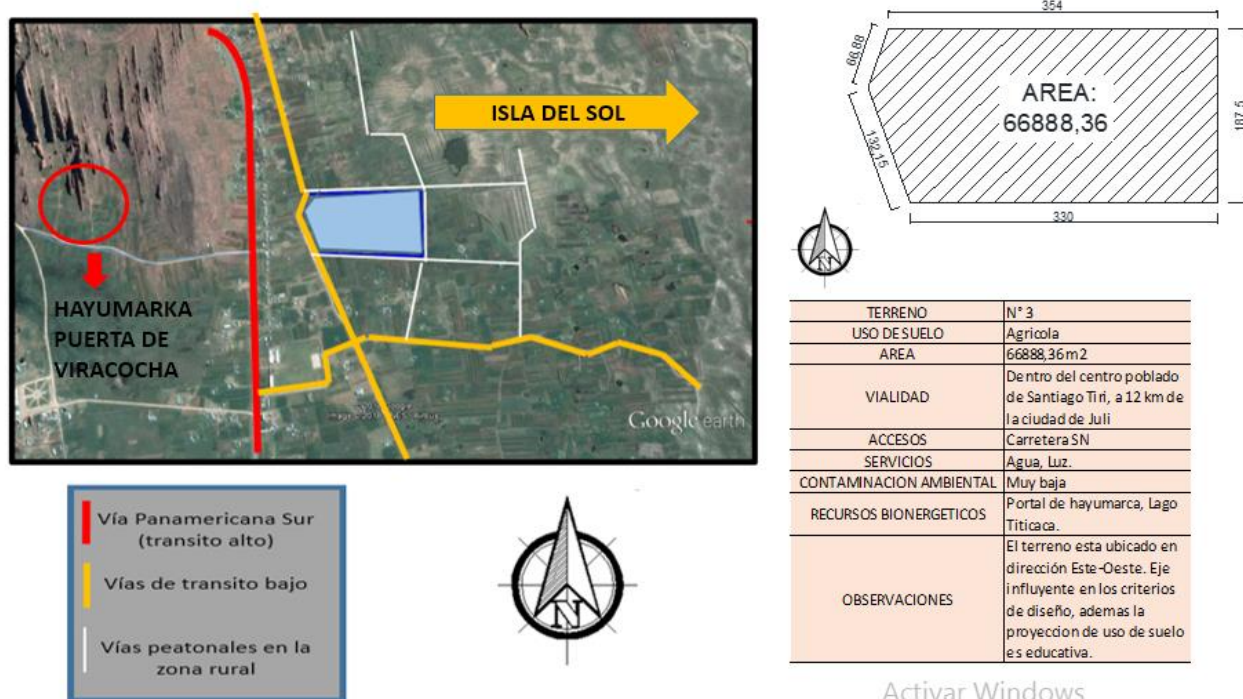 ISLA DEL SOL
HAYUMARKA
PUERTA DE
VIRACOCHA
Google earth
Vía Panamericana Sur
(transito alto)
Vías de transito bajo
Vías peatonales en la
zona rural
N
354
66,88
132,15
AREA:
66888,36
187,5
330
N
TERRENO N° 3
USO DE SUELO Agricola
AREA 66888,36 m2
VIALIDAD Dentro del centro poblado
de Santiago Tiri, a 12 km de
la ciudad de Juli
ACCESOS Carretera SN
SERVICIOS Agua, Luz.
CONTAMINACION AMBIENTAL Muy baja
RECURSOS BIONERGETICOS Portal de hayumarca, Lago
Titicaca.
OBSERVACIONES El terreno esta ubicado en
dirección Este-Oeste. Eje
influyente en los criterios
de diseño, ademas la
proyeccion de uso de suelo
es educativa.
Activar Windows